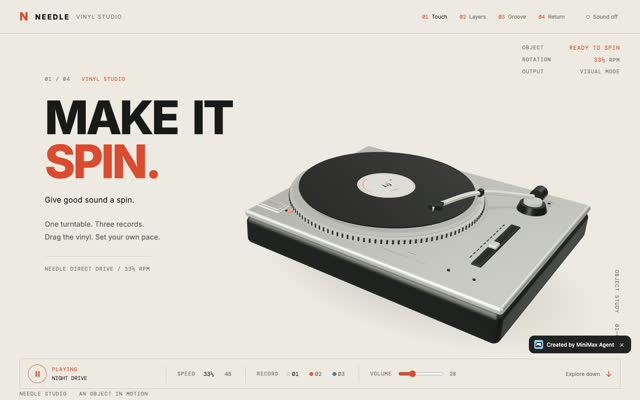 N NEEDLE VINYL STUDIO
01 Touch 02 Layers 03 Groove 04 Return Sound off
OBJECT READY TO SPIN
ROTATION 33⅓ RPM
OUTPUT VISUAL MODE
01 / 04 VINYL STUDIO
MAKE IT
SPIN.
Give good sound a spin.
One turntable. Three records.
Drag the vinyl. Set your own pace.
NEEDLE DIRECT DRIVE / 33⅓ RPM
OBJECT STUDY
Created by MiniMax Agent ×
PLAYING
NIGHT DRIVE
SPEED 33⅓ 45 RECORD 01 02 03 VOLUME 28 Explore down ↓
NEEDLE STUDIO AN OBJECT IN MOTION